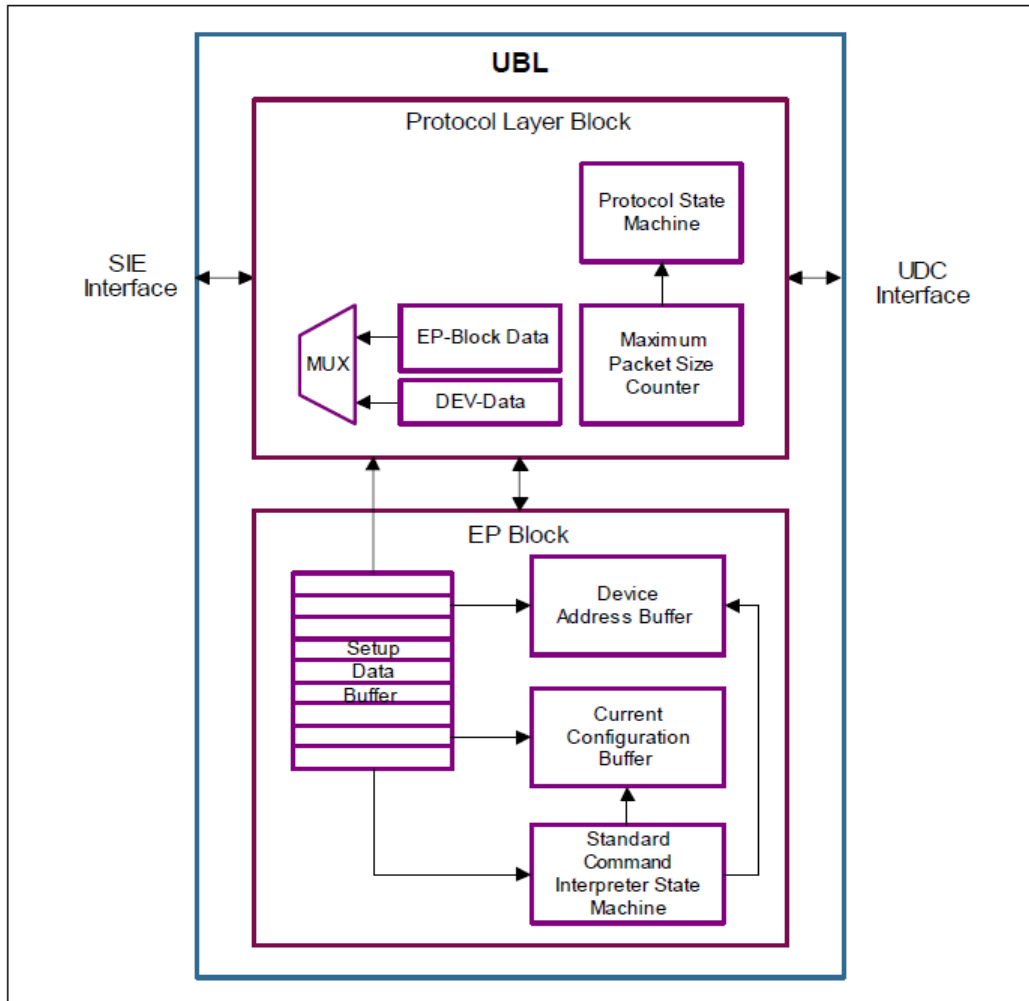 UBL
Protocol Layer Block
Protocol State
Machine
SIE
Interface
UDC
Interface
MUX
EP-Block Data
DEV-Data
Maximum
Packet Size
Counter
EP Block
Setup
Data
Buffer
Device
Address Buffer
Current
Configuration
Buffer
Standard
Command
Interpreter State
Machine